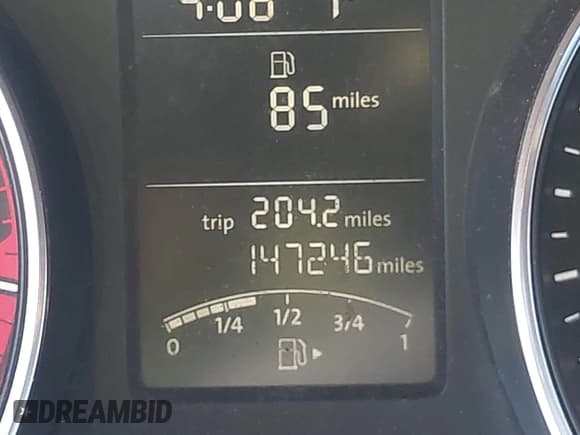 85 miles
trip 204.2 miles
147246 miles
0 1/4 1/2 3/4 1
DREAMBID